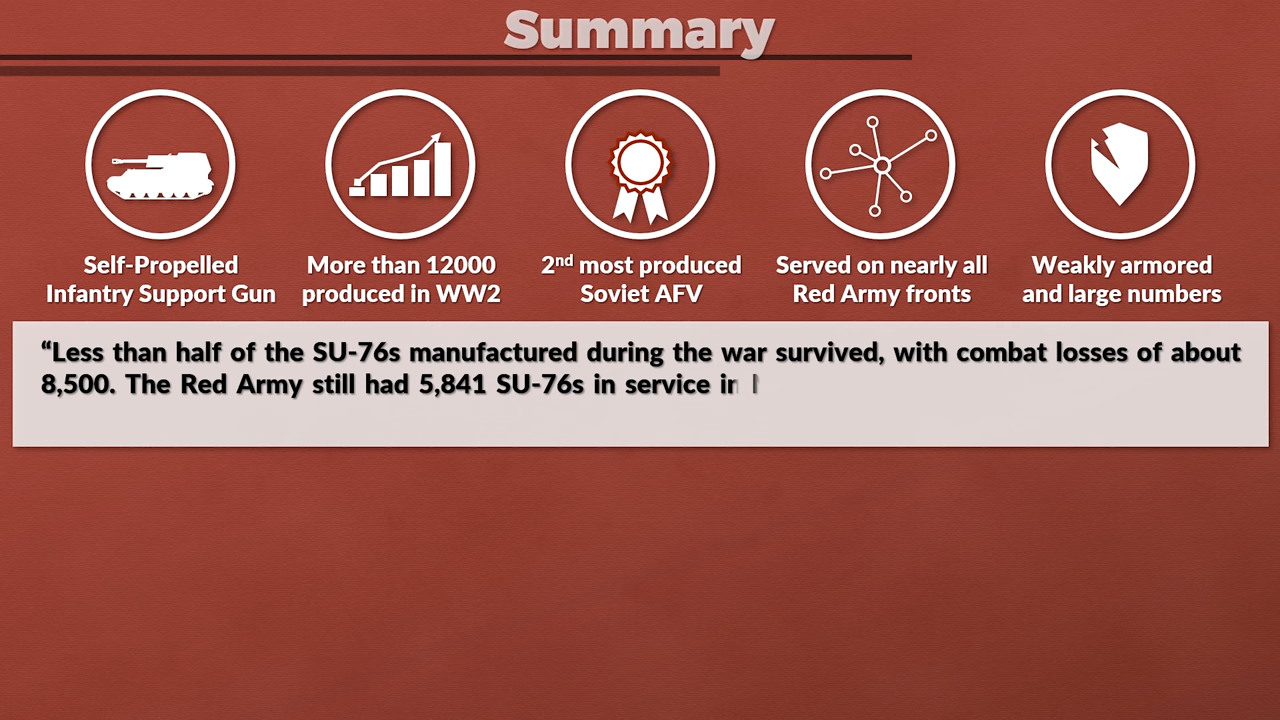 Summary
Self-Propelled
Infantry Support Gun
More than 12000
produced in WW2
2nd most produced
Soviet AFV
Served on nearly all
Red Army fronts
Weakly armored
and large numbers
“Less than half of the SU-76s manufactured during the war survived, with combat losses of about
8,500. The Red Army still had 5,841 SU-76s in service